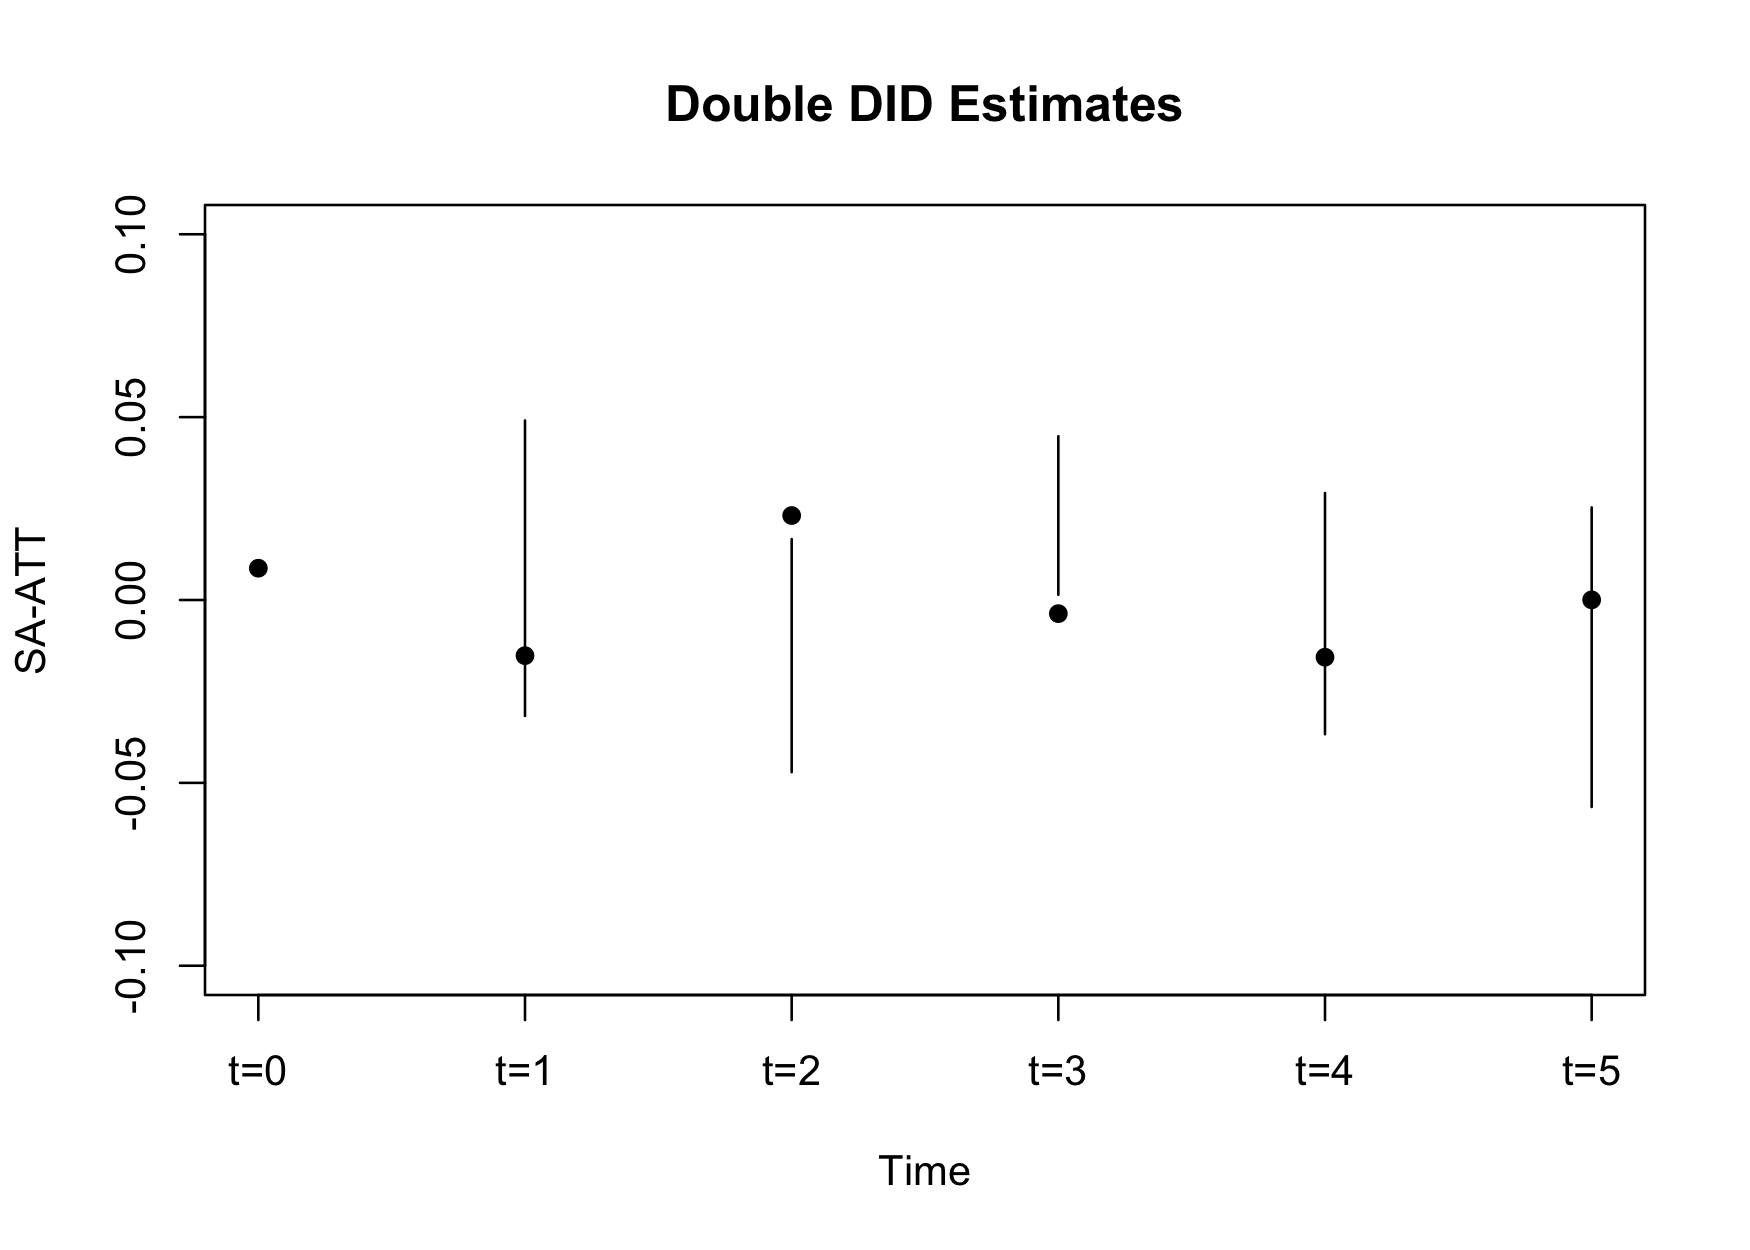 Double DID Estimates
SA-ATT
0.10
0.05
0.00
-0.05
-0.10
t=0
t=1
t=2
t=3
t=4
t=5
Time